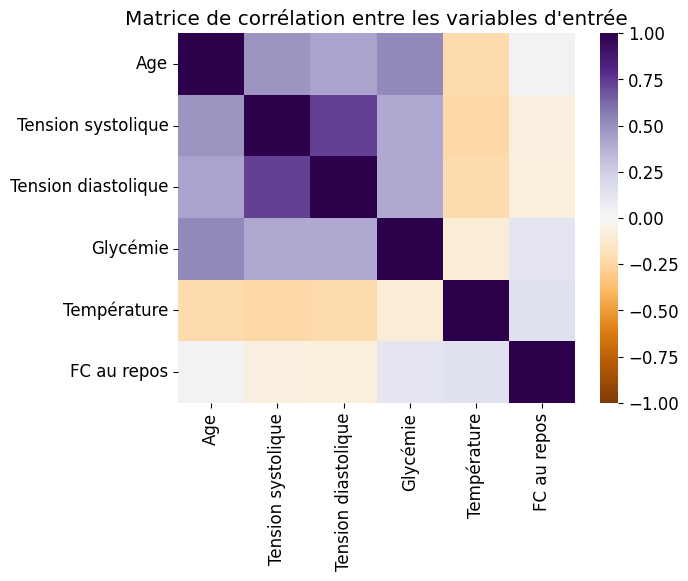 Matrice de corrélation entre les variables d'entrée
Age
Tension systolique
Tension diastolique
Glycémie
Température
FC au repos
Age
Tension systolique
Tension diastolique
Glycémie
Température
FC au repos
1.00
0.75
0.50
0.25
0.00
−0.25
−0.50
−0.75
−1.00